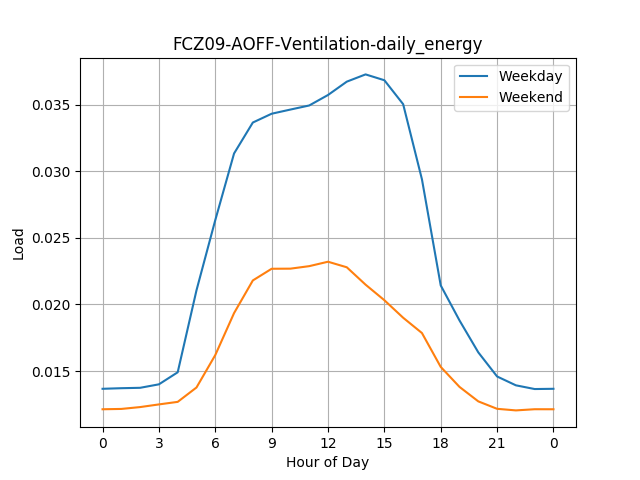 FCZ09-AOFF-Ventilation-daily_energy
Weekday
Weekend
0.035
0.030
0.025
0.020
0.015
Load
0 3 6 9 12 15 18 21 0
Hour of Day